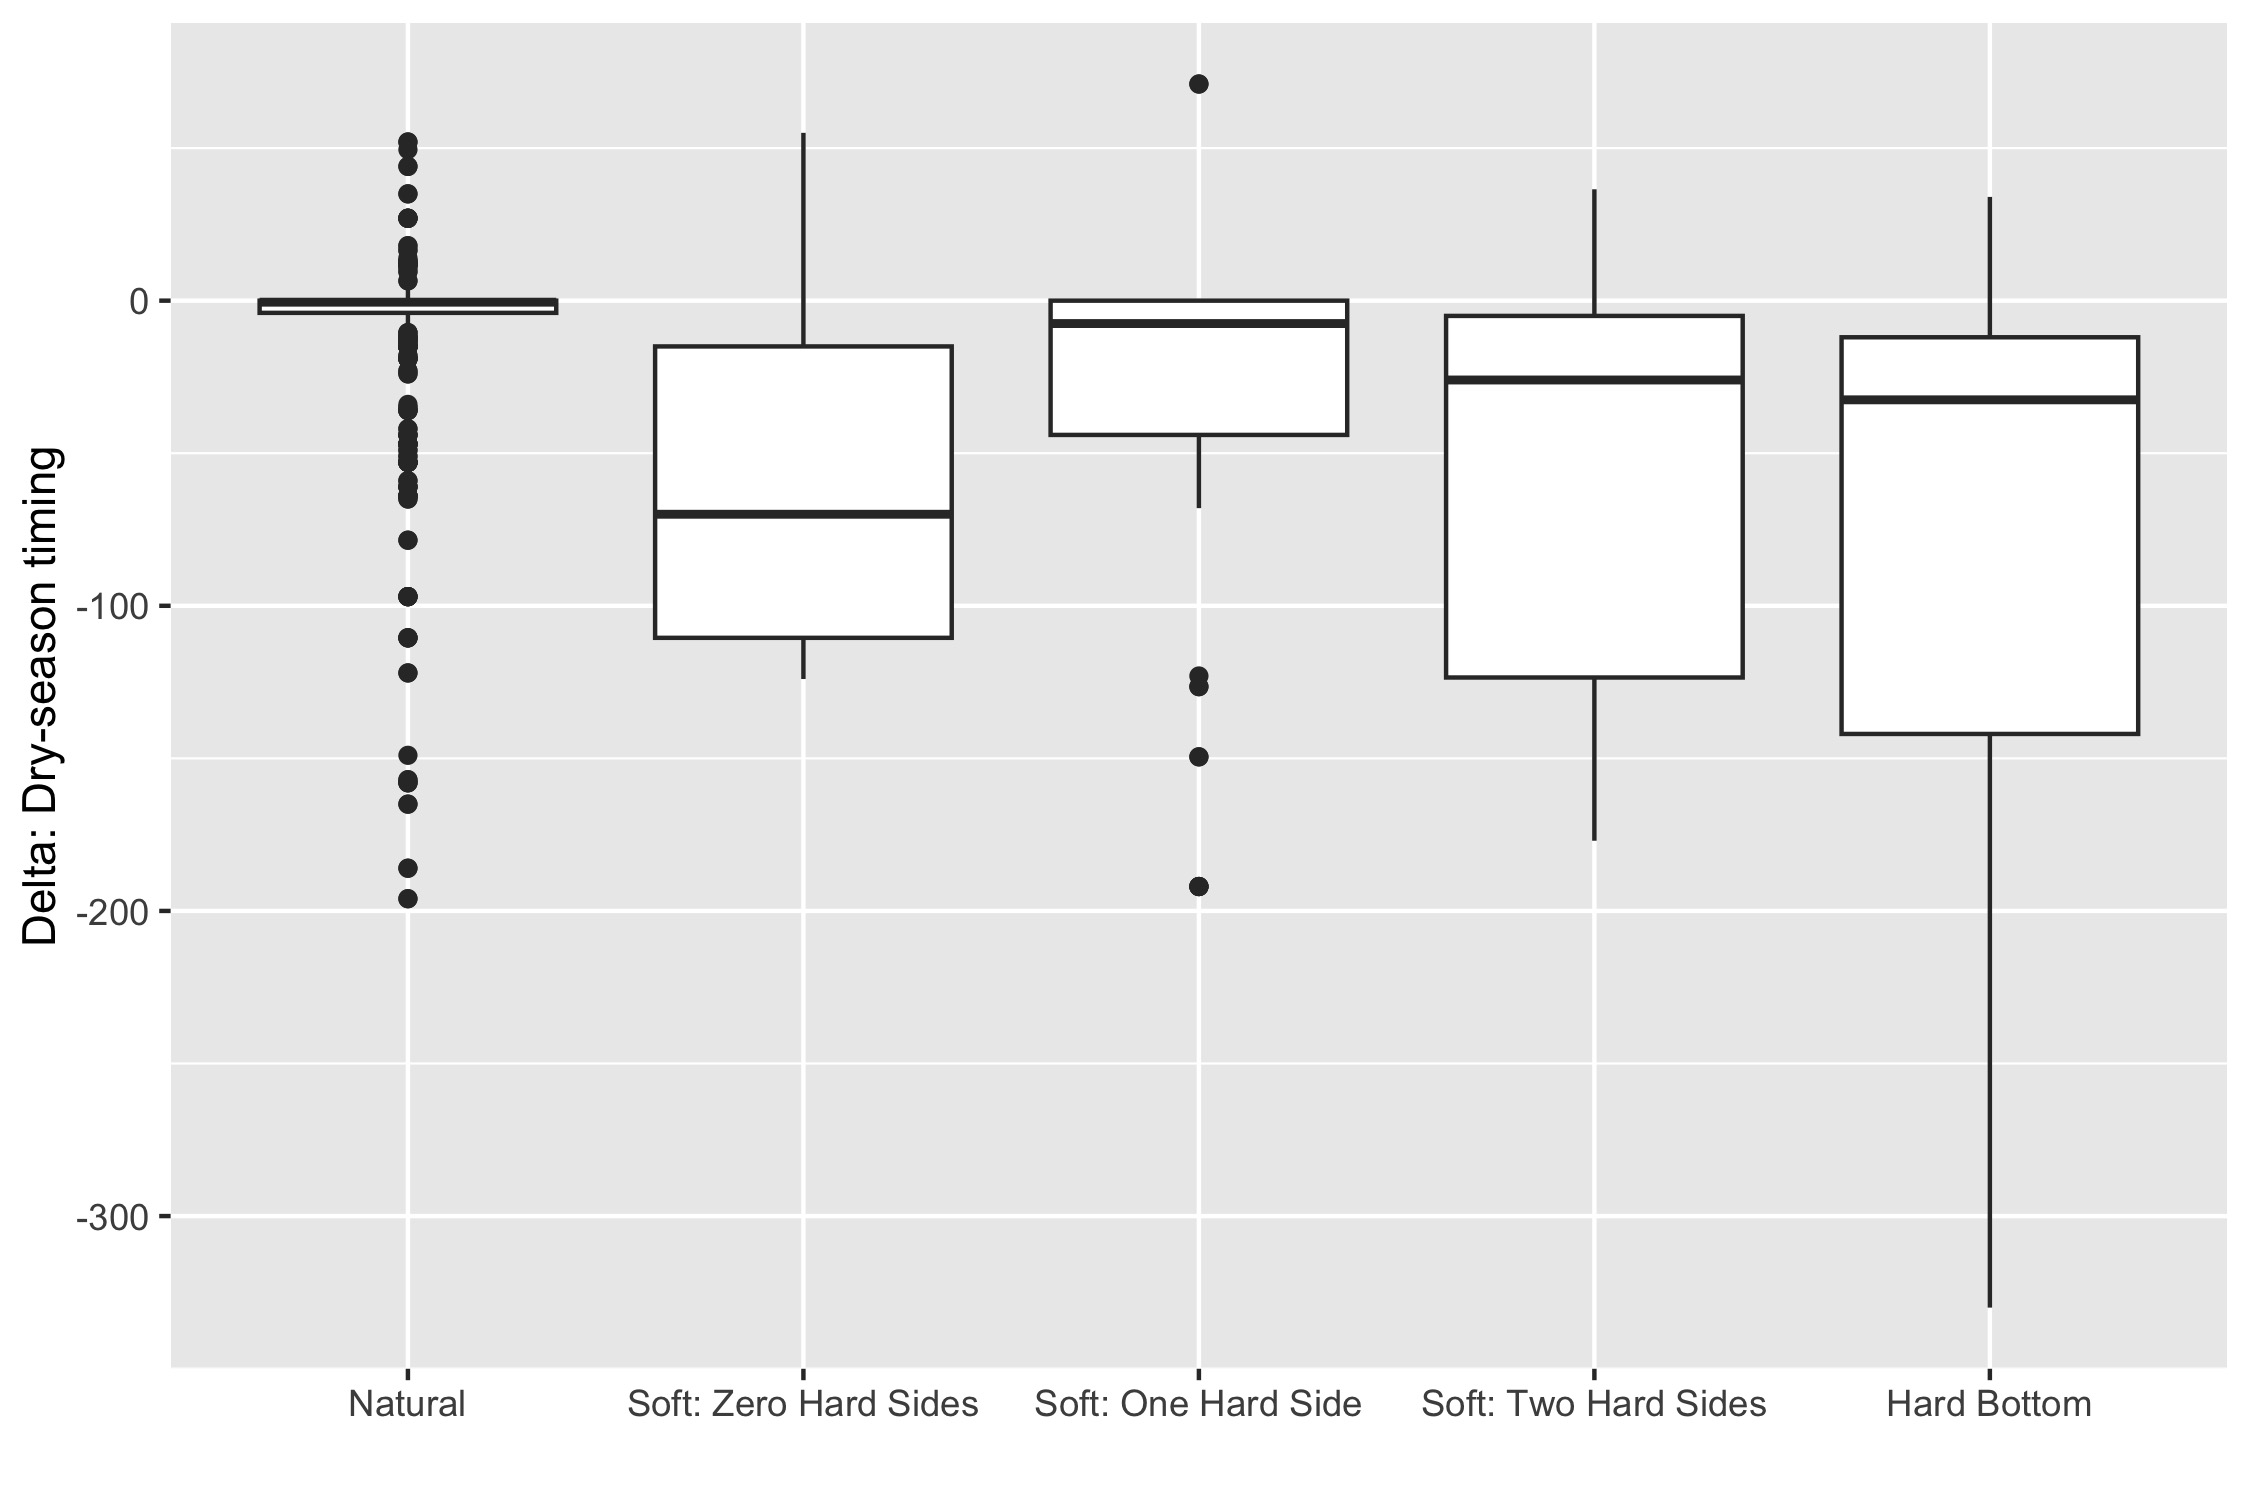 Delta: Dry-season timing
0
-100
-200
-300
Natural
Soft: Zero Hard Sides
Soft: One Hard Side
Soft: Two Hard Sides
Hard Bottom